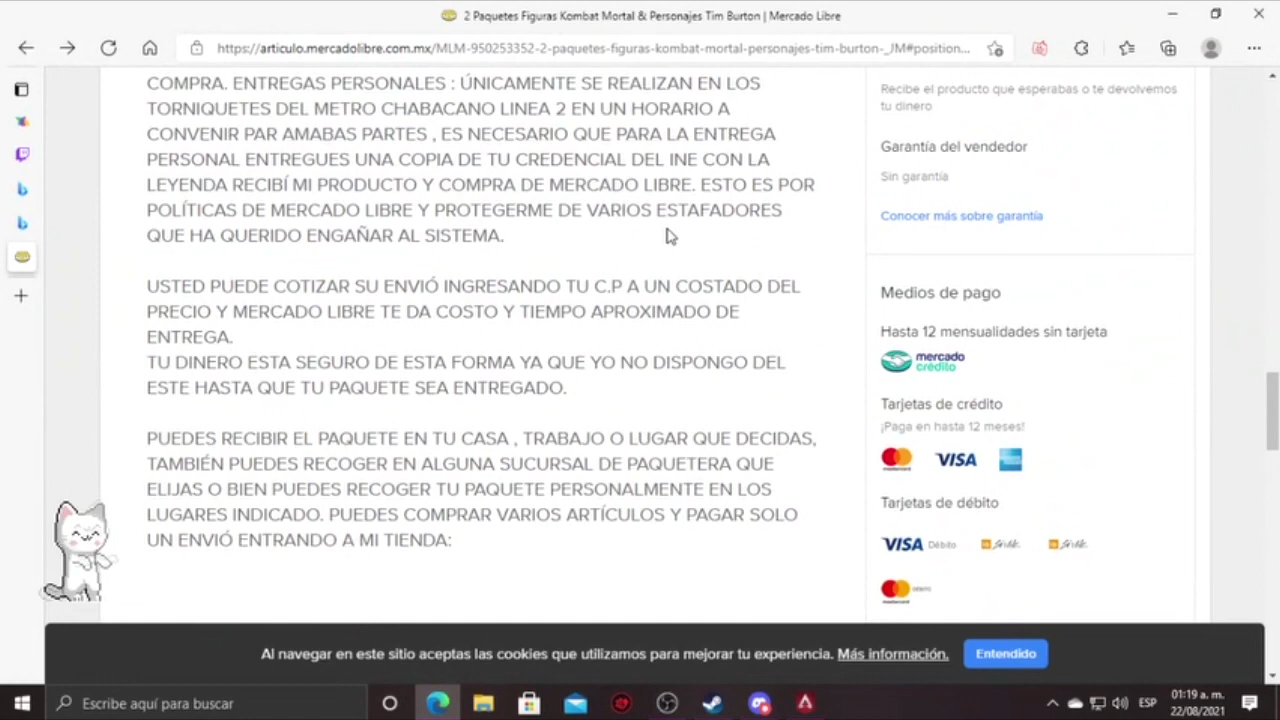 2 Paquetes Figuras Kombat Mortal & Personajes Tim Burton | Mercado Libre
https://articulo.mercadolibre.com.mx/MLM-950253352-2-paquetes-figuras-kombat-mortal-personajes-tim-burton-_JM#position...
COMPRA. ENTREGAS PERSONALES : ÚNICAMENTE SE REALIZAN EN LOS
TORNIQUETES DEL METRO CHABACANO LINEA 2 EN UN HORARIO A
CONVENIR PAR AMABAS PARTES , ES NECESARIO QUE PARA LA ENTREGA
PERSONAL ENTREGUES UNA COPIA DE TU CREDENCIAL DEL INE CON LA
LEYENDA RECIBÍ MI PRODUCTO Y COMPRA DE MERCADO LIBRE. ESTO ES POR
POLÍTICAS DE MERCADO LIBRE Y PROTEGERME DE VARIOS ESTAFADORES
QUE HA QUERIDO ENGAÑAR AL SISTEMA.
USTED PUEDE COTIZAR SU ENVIÓ INGRESANDO TU C.P A UN COSTADO DEL
PRECIO Y MERCADO LIBRE TE DA COSTO Y TIEMPO APROXIMADO DE
ENTREGA.
TU DINERO ESTA SEGURO DE ESTA FORMA YA QUE YO NO DISPONGO DEL
ESTE HASTA QUE TU PAQUETE SEA ENTREGADO.
PUEDES RECIBIR EL PAQUETE EN TU CASA , TRABAJO O LUGAR QUE DECIDAS,
TAMBIÉN PUEDES RECOGER EN ALGUNA SUCURSAL DE PAQUETERA QUE
ELIJAS O BIEN PUEDES RECOGER TU PAQUETE PERSONALMENTE EN LOS
LUGARES INDICADO. PUEDES COMPRAR VARIOS ARTÍCULOS Y PAGAR SOLO
UN ENVIÓ ENTRANDO A MI TIENDA:
Recibe el producto que esperabas o te devolvemos
tu dinero
Garantía del vendedor
Sin garantía
Conocer más sobre garantía
Medios de pago
Hasta 12 mensualidades sin tarjeta
mercado
crédito
Tarjetas de crédito
¡Paga en hasta 12 meses!
mastercard VISA
Tarjetas de débito
VISA Débito
mastercard
Al navegar en este sitio aceptas las cookies que utilizamos para mejorar tu experiencia. Más información. Entendido
Escribe aquí para buscar
ESP
01:19 a. m.
22/08/2021